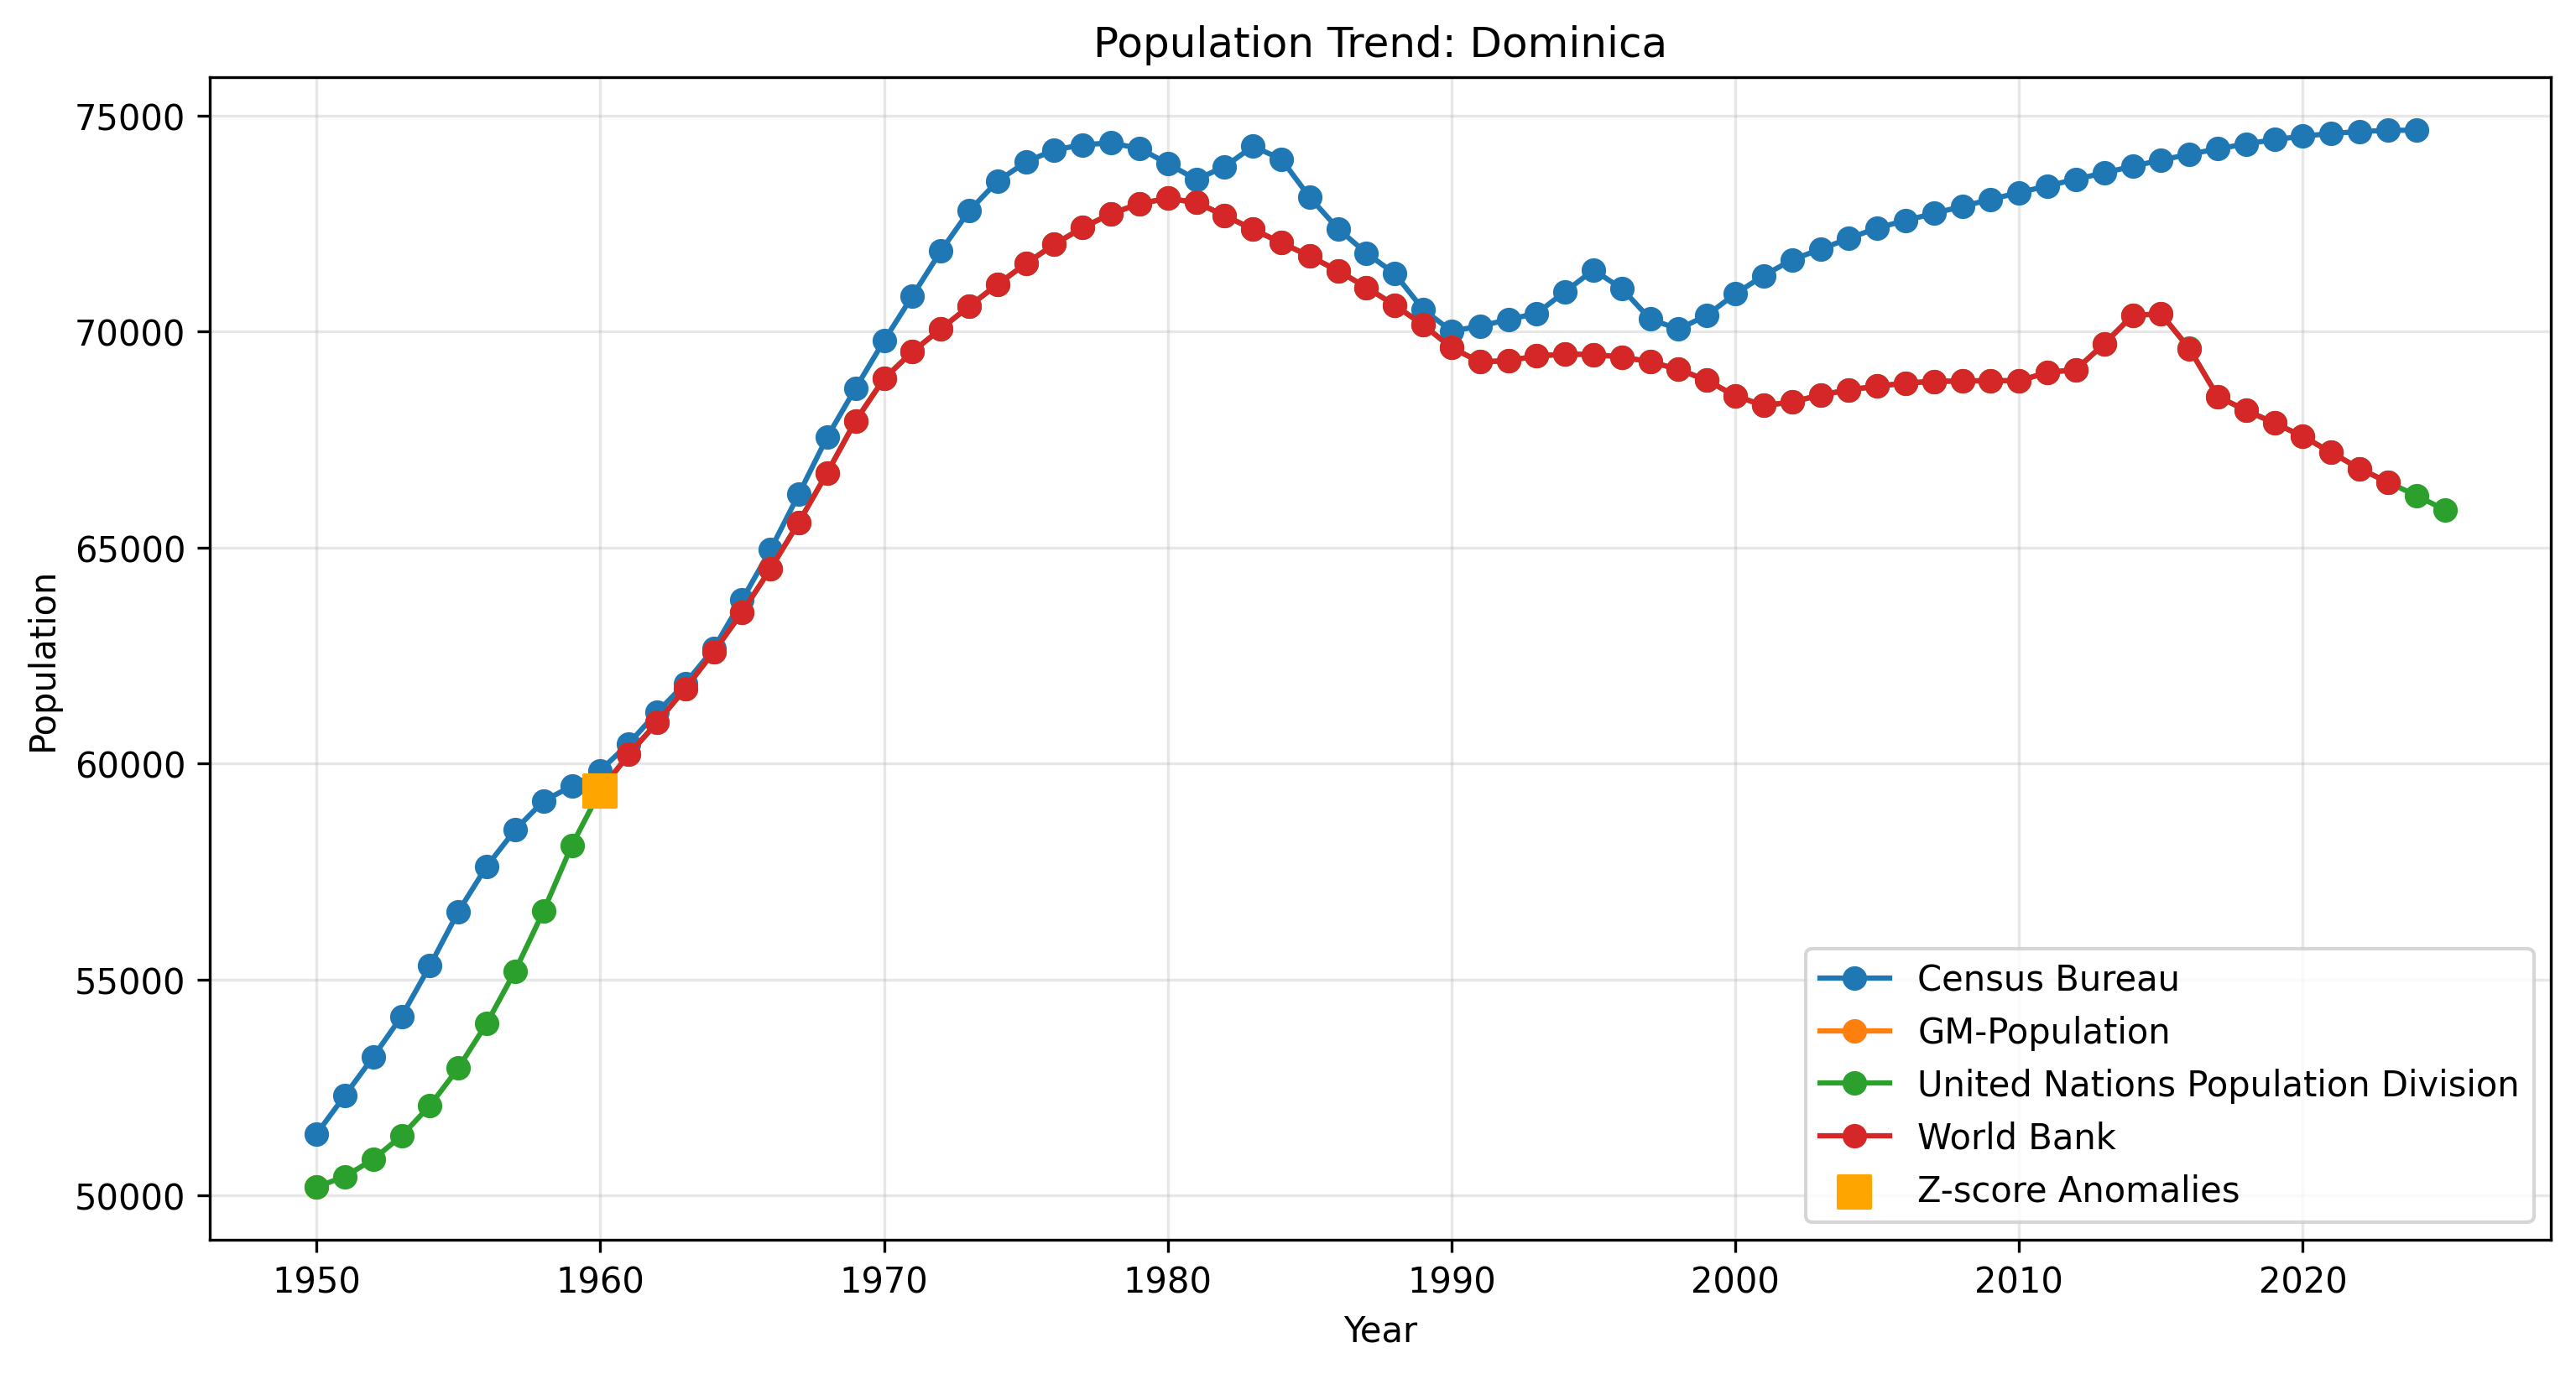 Population Trend: Dominica
Population
75000
70000
65000
60000
55000
50000
1950 1960 1970 1980 1990 2000 2010 2020
Year
Census Bureau
GM-Population
United Nations Population Division
World Bank
Z-score Anomalies